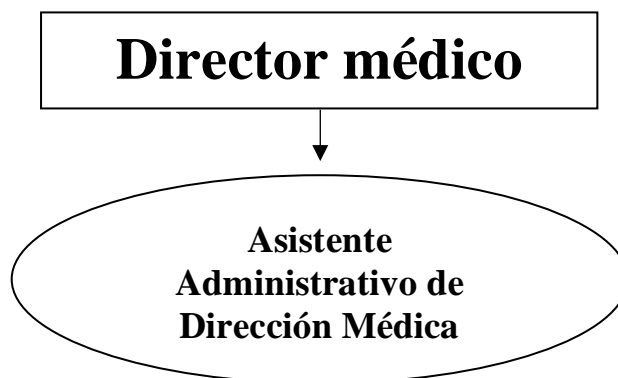 Director médico
Asistente
Administrativo de
Dirección Médica